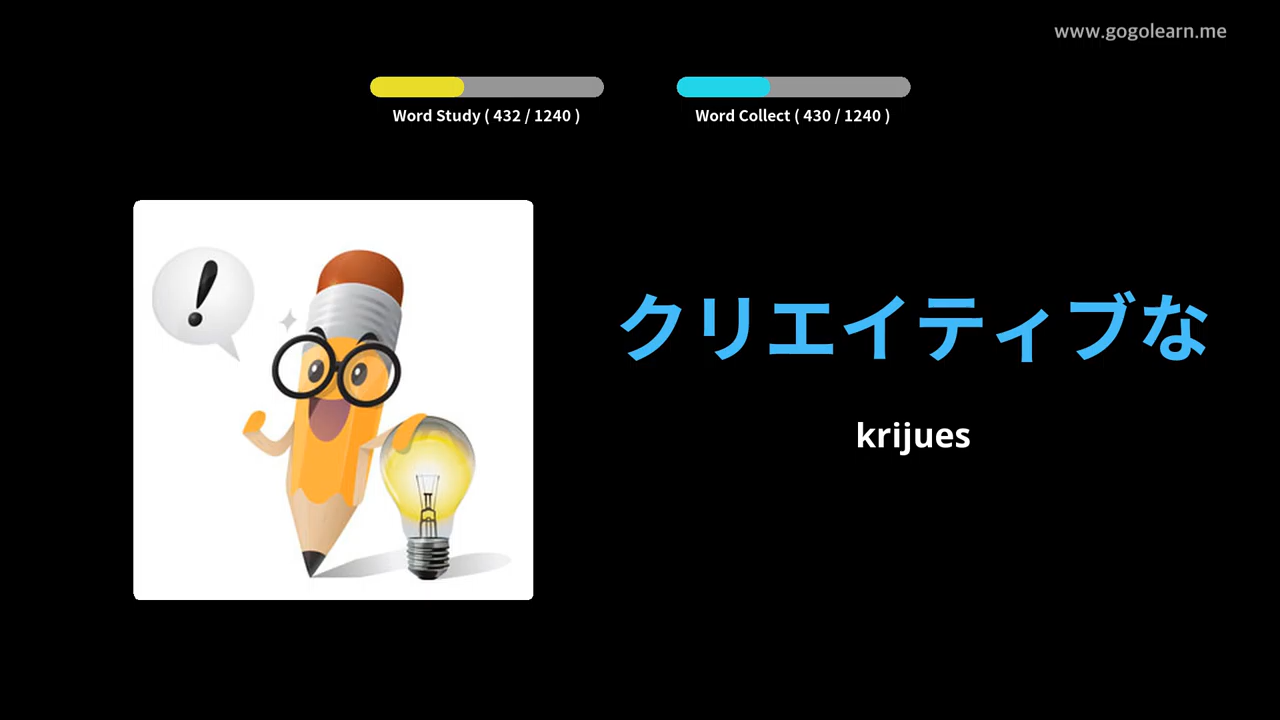 www.gogolearn.me
Word Study ( 432 / 1240 )
Word Collect ( 430 / 1240 )
!
クリエイティブな
krijues